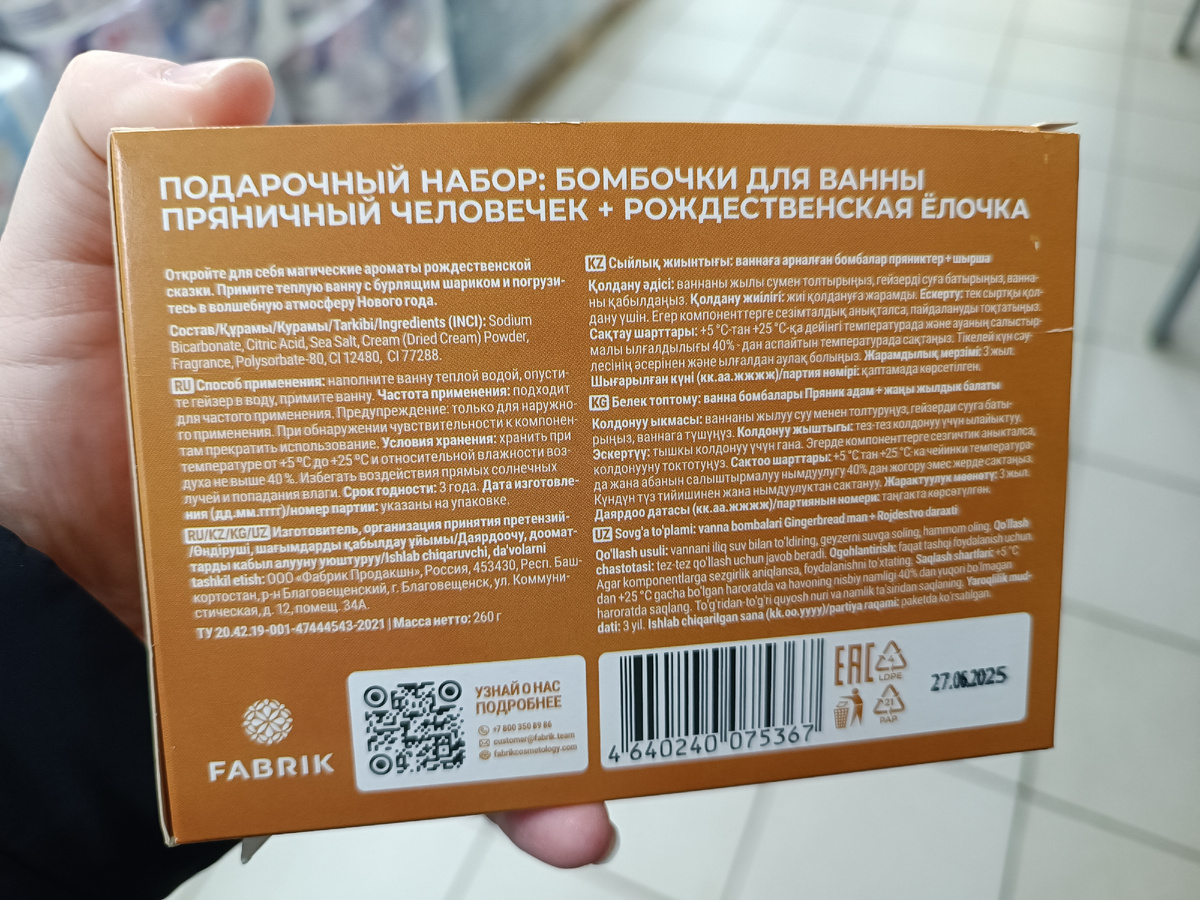 ПОДАРОЧНЫЙ НАБОР: БОМБОЧКИ ДЛЯ ВАННЫ
ПРЯНИЧНЫЙ ЧЕЛОВЕЧЕК + РОЖДЕСТВЕНСКАЯ ЁЛОЧКА
Откройте для себя магические ароматы рождественской
сказки. Примите теплую ванну с бурлящим шариком и погрузи-
тесь в волшебную атмосферу Нового года.
Состав/Құрамы/Курамы/Tarkibi/Ingredients (INCI): Sodium
Bicarbonate, Citric Acid, Sea Salt, Cream (Dried Cream) Powder,
Fragrance, Polysorbate-80, CI 12480, CI 77288.
RU Способ применения: наполните ванну теплой водой, опусти-
те гейзер в воду, примите ванну. Частота применения: подходит
для частого применения. Предупреждение: только для наружно-
го применения. При обнаружении чувствительности к компонен-
там прекратить использование. Условия хранения: хранить при
температуре от +5 °C до +25 °C и относительной влажности воз-
духа не выше 40 %. Избегать воздействия прямых солнечных
лучей и попадания влаги. Срок годности: 3 года. Дата изготовле-
ния (дд.мм.гггг)/номер партии: указаны на упаковке.
RU/KZ/KG/UZ Изготовитель, организация принятия претензий-
/Өндіруші, шағымдарды қабылдау ұйымы/Даярдоочу, доомат-
тарды кабыл алууну уюштуруу/Ishlab chiqaruvchi, da'volarni
tashkil etish: ООО «Фабрик Продакшн», Россия, 453430, Респ. Баш-
кортостан, р-н Благовещенский, г. Благовещенск, ул. Коммуни-
стическая, д. 12, помещ. 34А.
ТУ 20.42.19-001-47444543-2021 | Масса нетто: 260 г
KZ Сыйлық жиынтығы: ваннаға арналған бомбалар пряниктер + шырша
Қолдану әдісі: ваннаны жылы сумен толтырыңыз, гейзерді суға батырыңыз, ванна-
ны қабылдаңыз. Қолдану жиілігі: жиі қолдануға жарамды. Ескерту: тек сыртқы қол-
дану үшін. Егер компоненттерге сезімталдық анықталса, пайдалануды тоқтатыңыз.
Сақтау шарттары: +5 °C-тан +25 °C-қа дейінгі температурада және ауаның салыстыр-
малы ылғалдылығы 40% - дан аспайтын температурада сақтаңыз. Тікелей күн сәу-
лесінің әсерінен және ылғалдан аулақ болыңыз. Жарамдылық мерзімі: 3 жыл.
Шығарылған күні (кк.аа.жжжж)/партия нөмірі: қаптамада көрсетілген.
KG Белек топтому: ванна бомбалары Пряник адам + жаңы жылдык балаты
Колдонуу ыкмасы: ваннаны жылуу суу менен толтуруңуз, гейзерди сууга баты-
рыңыз, ваннага түшүңүз. Колдонуу жыштыгы: тез-тез колдонуу үчүн ылайыктуу.
Эскертүү: тышкы колдонуу үчүн гана. Эгерде компоненттерге сезгичтик аныкталса,
колдонууну токтотуңуз. Сактоо шарттары: +5 °C тан +25 °C-ка чейинки температура-
да жана абанын салыштырмалуу нымдуулугу 40% дан жогору эмес жерде сактаңыз.
Күндүн түз тийишинен жана нымдуулуктан сактануу. Жарактуулук мөөнөтү: 3 жыл.
Даярдоо датасы (кк.аа.жжжж)/партиянын номери: таңгакта көрсөтүлгөн.
UZ Sovg'a to'plami: vanna bombalari Gingerbread man + Rojdestvo daraxti
Qo'llash usuli: vannani iliq suv bilan to'ldiring, geyzerni suvga soling, hammom oling. Qo'llash
chastotasi: tez-tez qo'llash uchun javob beradi. Ogohlantirish: faqat tashqi foydalanish uchun.
Agar komponentlarga sezgirlik aniqlansa, foydalanishni to'xtating. Saqlash shartlari: +5 °C
dan +25 °C gacha bo'lgan haroratda va havoning nisbiy namligi 40% dan yuqori bo'lmagan
haroratda saqlang. To'g'ridan-to'g'ri quyosh nuri va namlik ta'siridan saqlaning. Yaroqlilik mud-
dati: 3 yil. Ishlab chiqarilgan sana (kk.oo.yyyy)/partiya raqami: paketda ko'rsatilgan.
FABRIK
УЗНАЙ О НАС
ПОДРОБНЕЕ
+7 800 350 89 86
customer@fabrik.team
fabrikcosmetology.com
4 640240 075367
EAC
4
LDPE
21
PAP
27.06.2025